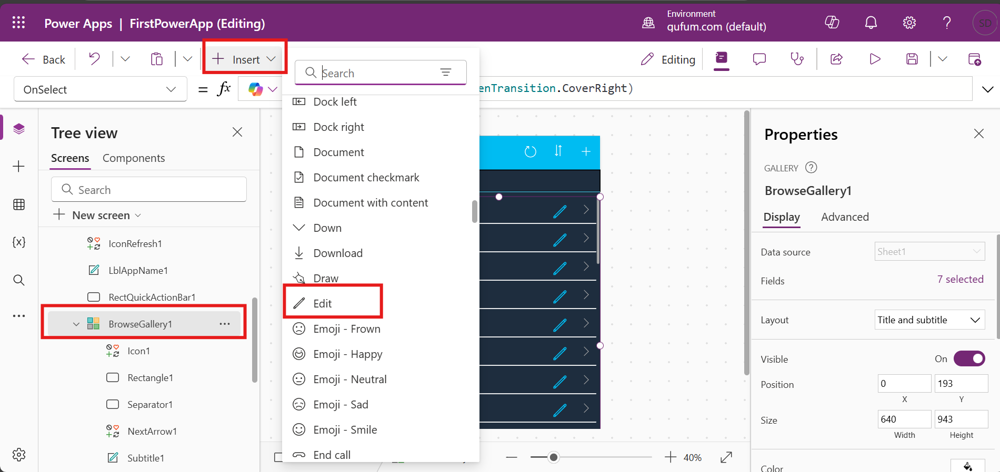 Power Apps | FirstPowerApp (Editing)
Environment
qufum.com (default)
SD
Back
Insert
Editing
OnSelect
= fx
enTransition.CoverRight)
Search
Dock left
Dock right
Document
Document checkmark
Document with content
Down
Download
Draw
Edit
Emoji - Frown
Emoji - Happy
Emoji - Neutral
Emoji - Sad
Emoji - Smile
End call
Tree view
Screens
Components
Search
New screen
IconRefresh1
LblAppName1
RectQuickActionBar1
BrowseGallery1
Icon1
Rectangle1
Separator1
NextArrow1
Subtitle1
40%
Properties
GALLERY
BrowseGallery1
Display
Advanced
Data source
Sheet1
Fields
7 selected
Layout
Title and subtitle
Visible
On
Position
0
193
X
Y
Size
640
943
Width
Height
Color